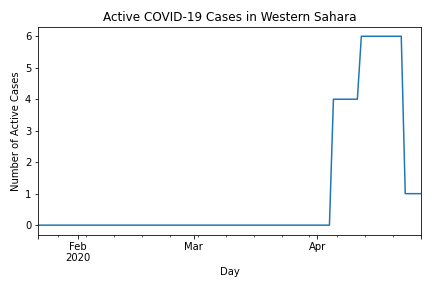 Active COVID-19 Cases in Western Sahara
Number of Active Cases
6
5
4
3
2
1
0
Feb
2020
Mar
Apr
Day